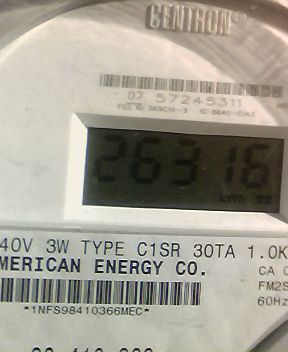 CENTRON®
07 57245311
26316
kWh
40V 3W TYPE C1SR 30TA 1.0K
MERICAN ENERGY CO.
CA 0
FM2S
60Hz
*1NFS98410366MEC*